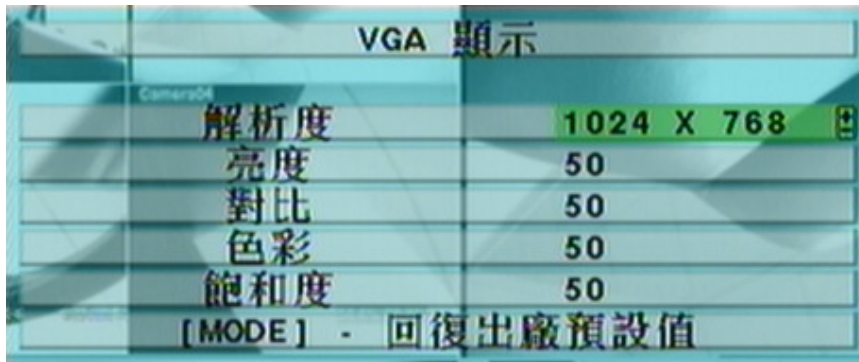 VGA 顯示
Camera04
解析度 1024 X 768
亮度 50
對比 50
色彩 50
飽和度 50
[MODE] - 回復出廠預設值